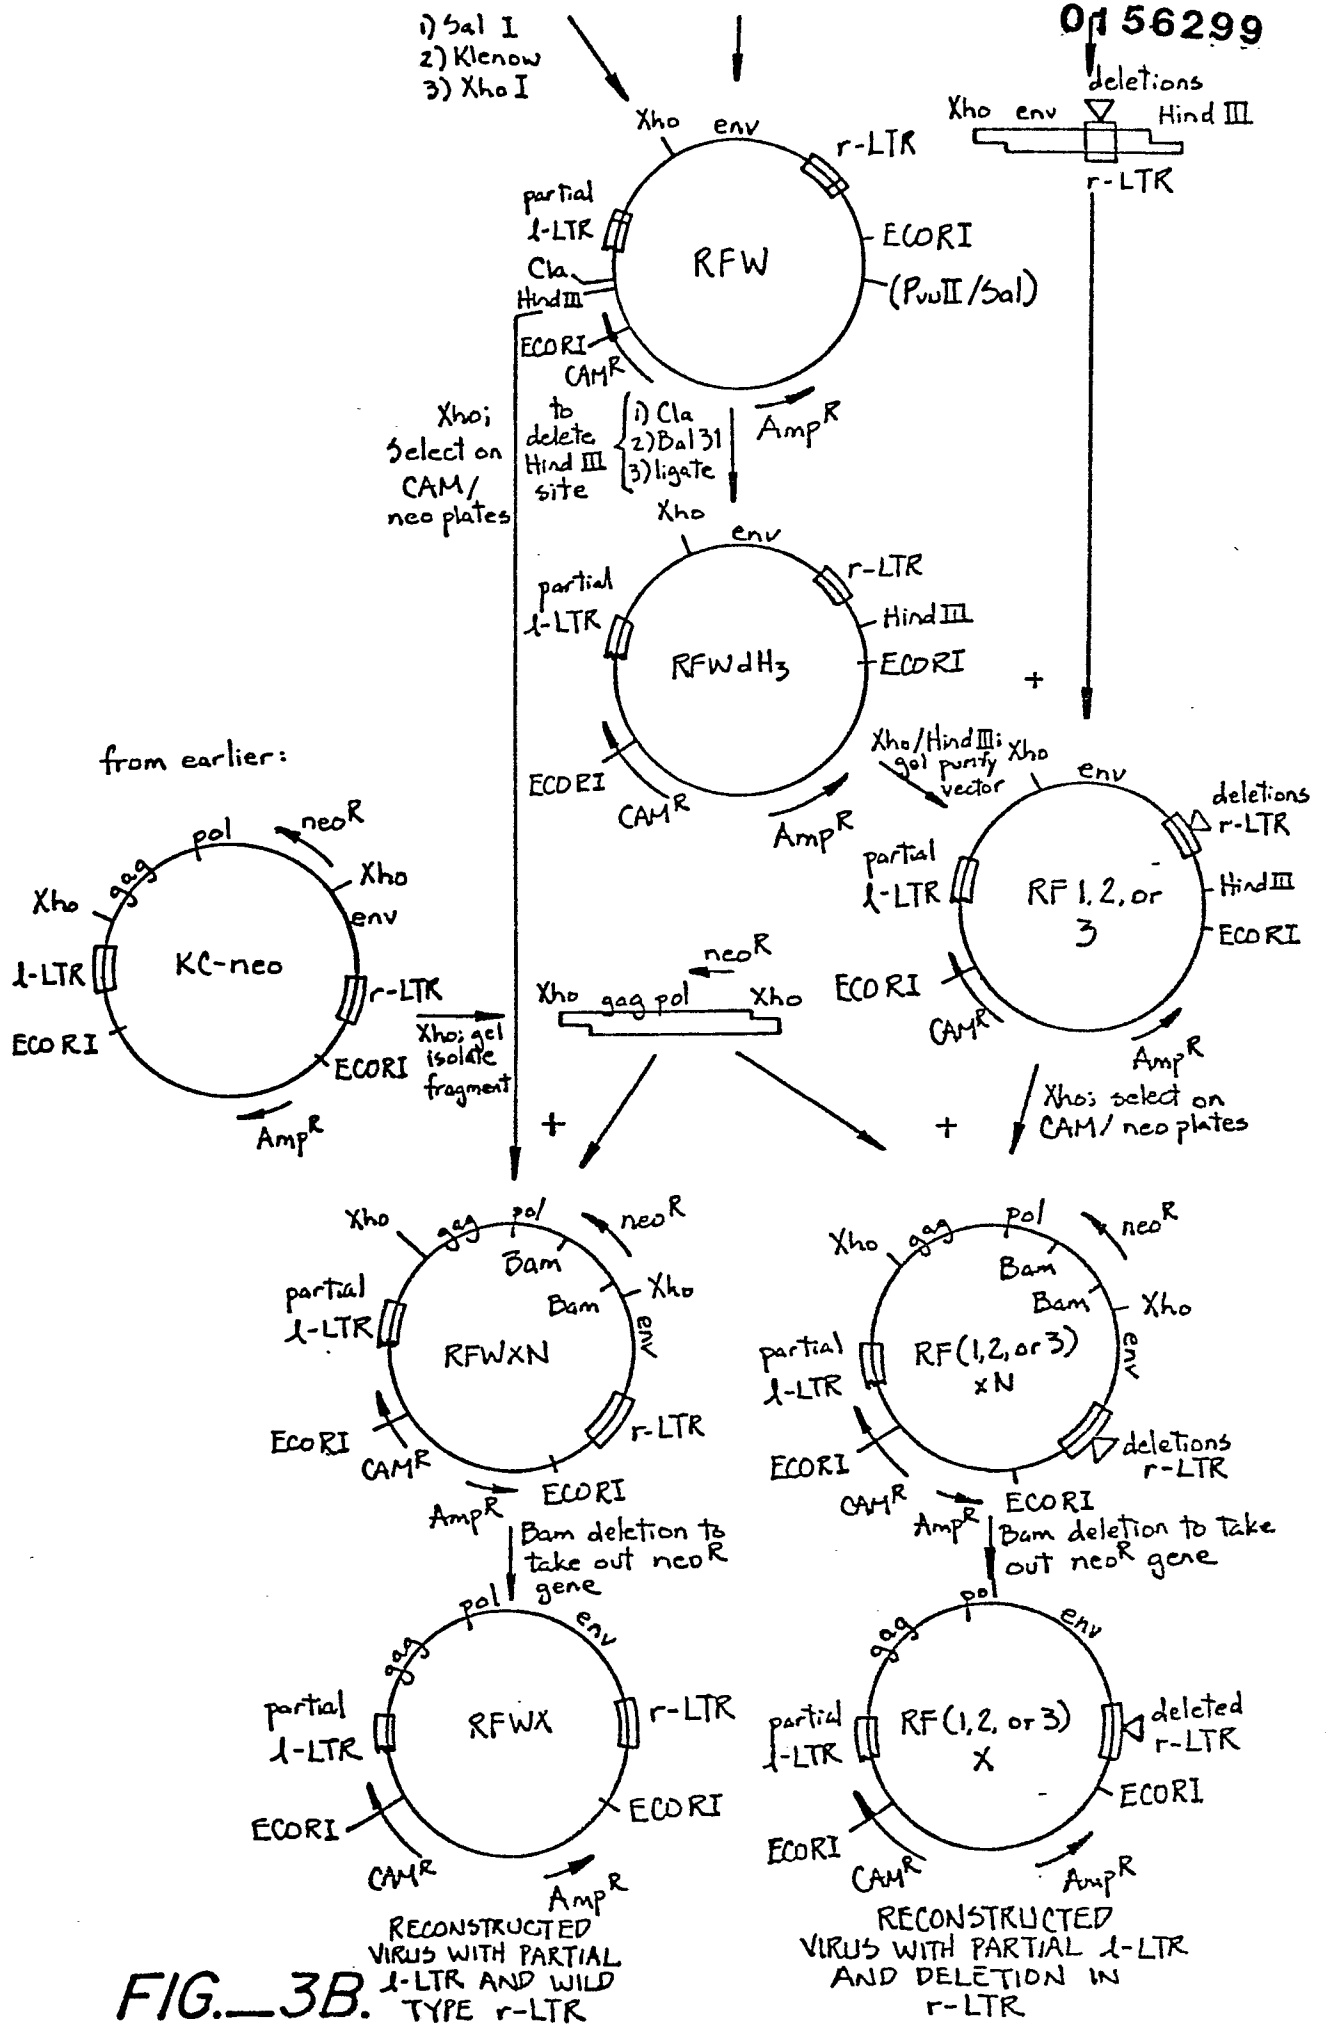 0156299
1) Sal I
2) Klenow
3) Xho I
deletions
Xho env Hind III
r-LTR
Xho
env
r-LTR
partial
l-LTR
ECORI
RFW
Cla
Hind III
(PvuII/Sal)
ECORI
CAMR
AmpR
Xho;
Select on
CAM/
neo plates
to
delete
Hind III
site
1) Cla
2) Bal 31
3) ligate
Xho
env
r-LTR
partial
l-LTR
Hind III
RFWdH3
ECORI
+
ECORI
CAMR
AmpR
Xho/Hind III;
gel purify
vector
from earlier:
pol
neoR
gag
Xho
Xho
env
l-LTR
KC-neo
r-LTR
ECORI
ECORI
AmpR
Xho; gel
isolate
fragment
neoR
Xho gag pol Xho
Xho
env
deletions
r-LTR
partial
l-LTR
RF 1, 2, or
3
Hind III
ECORI
ECORI
CAMR
AmpR
Xho; select on
CAM/neo plates
+
+
Xho
gag
pol
neoR
Bam
Bam
Xho
env
partial
l-LTR
RFWXN
r-LTR
ECORI
CAMR
AmpR
ECORI
Bam deletion to
take out neoR
gene
Xho
gag
pol
neoR
Bam
Bam
Xho
env
partial
l-LTR
RF(1,2, or 3)
XN
deletions
r-LTR
ECORI
CAMR
AmpR
ECORI
Bam deletion to take
out neoR gene
pol
env
gag
partial
l-LTR
RFWX
r-LTR
ECORI
ECORI
CAMR
AmpR
RECONSTRUCTED
VIRUS WITH PARTIAL
l-LTR AND WILD
TYPE r-LTR
pol
env
gag
partial
l-LTR
RF(1,2, or 3)
X
deleted
r-LTR
ECORI
ECORI
CAMR
AmpR
RECONSTRUCTED
VIRUS WITH PARTIAL l-LTR
AND DELETION IN
r-LTR
FIG._3B.